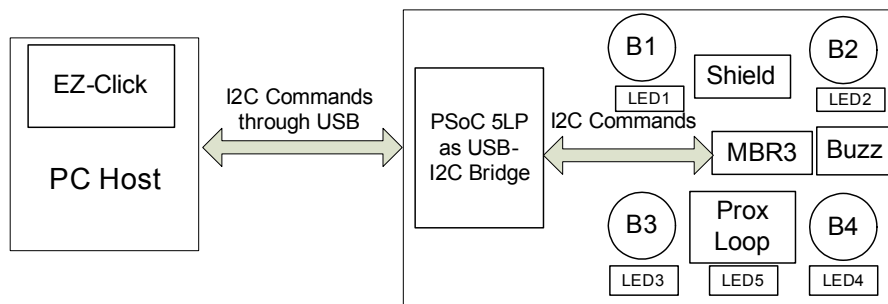 EZ-Click
PC Host
I2C Commands
through USB
PSoC 5LP
as USB-
I2C Bridge
I2C Commands
B1
LED1
Shield
B2
LED2
MBR3
Buzz
B3
LED3
Prox
Loop
LED5
B4
LED4